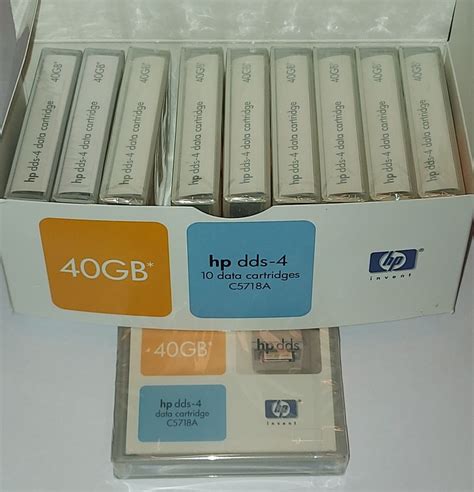 hp dds-4 data cartridge 40GB
hp dds-4 data cartridge 40GB
hp dds-4 data cartridge 40GB
hp dds-4 data cartridge 40GB
hp dds-4 data cartridge 40GB
hp dds-4 data cartridge 40GB
hp dds-4 data cartridge 40GB
hp dds-4 data cartridge 40GB
hp dds-4 data cartridge 40GB
40GB*
hp dds-4
10 data cartridges
C5718A
hp
invent
40GB*
hp dds
hp dds-4
data cartridge
C5718A
hp
invent